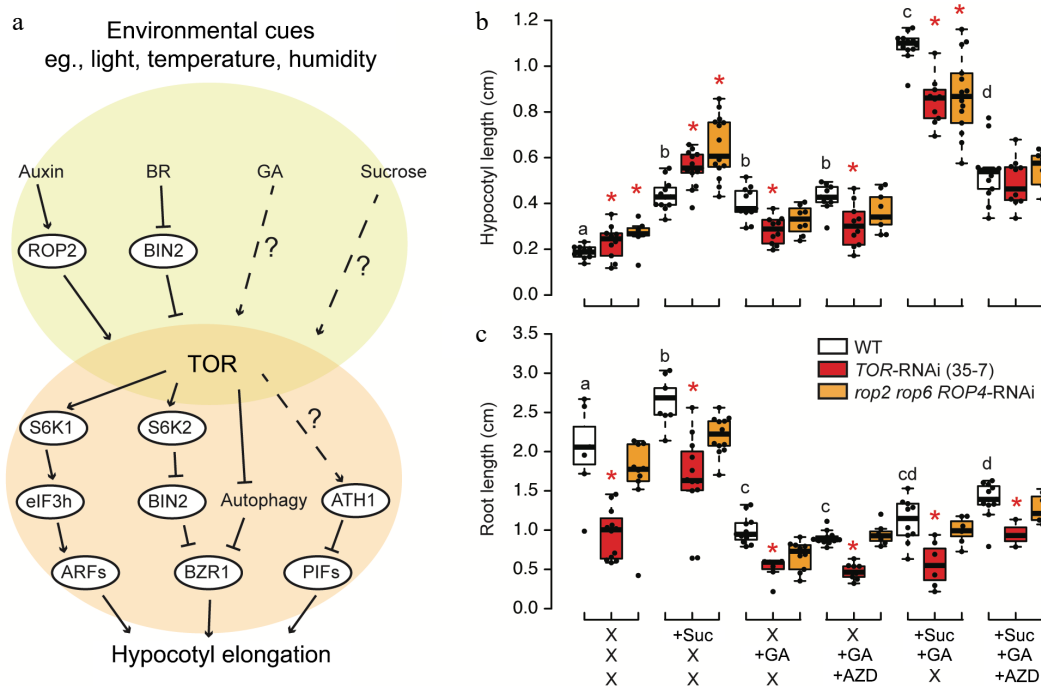 a
Environmental cues
eg., light, temperature, humidity
Auxin BR GA Sucrose
ROP2 BIN2 ? ?
TOR
?
S6K1 S6K2
eIF3h BIN2 Autophagy ATH1
ARFs BZR1 PIFs
Hypocotyl elongation
b
Hypocotyl length (cm)
1.2
1.0
0.8
0.6
0.4
0.2
0.0
a * *
b * *
b *
b *
c * *
d
c
Root length (cm)
3.5
3.0
2.5
2.0
1.5
1.0
0.5
0.0
WT
TOR-RNAi (35-7)
rop2 rop6 ROP4-RNAi
a *
b *
c *
c *
cd *
d *
X +Suc X X +Suc +Suc
X X +GA +GA +GA +GA
X X X +AZD X +AZD